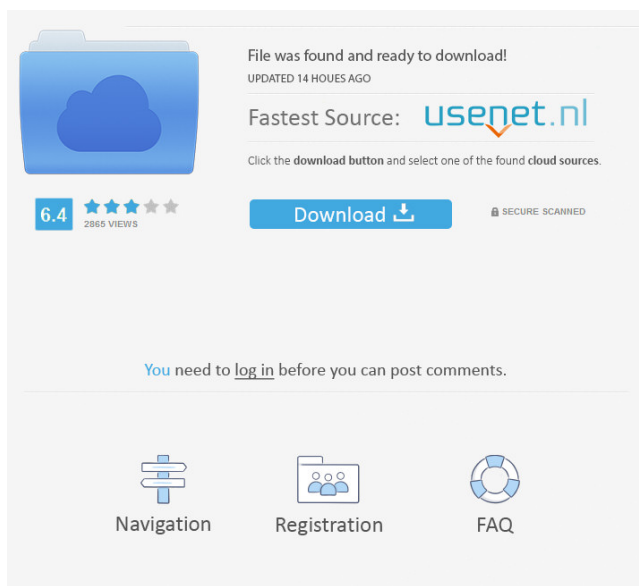 File was found and ready to download!
UPDATED 14 HOUES AGO
Fastest Source: usenet.nl
Click the download button and select one of the found cloud sources.
6.4
2865 VIEWS
Download
SECURE SCANNED
You need to log in before you can post comments.
Navigation
Registration
FAQ